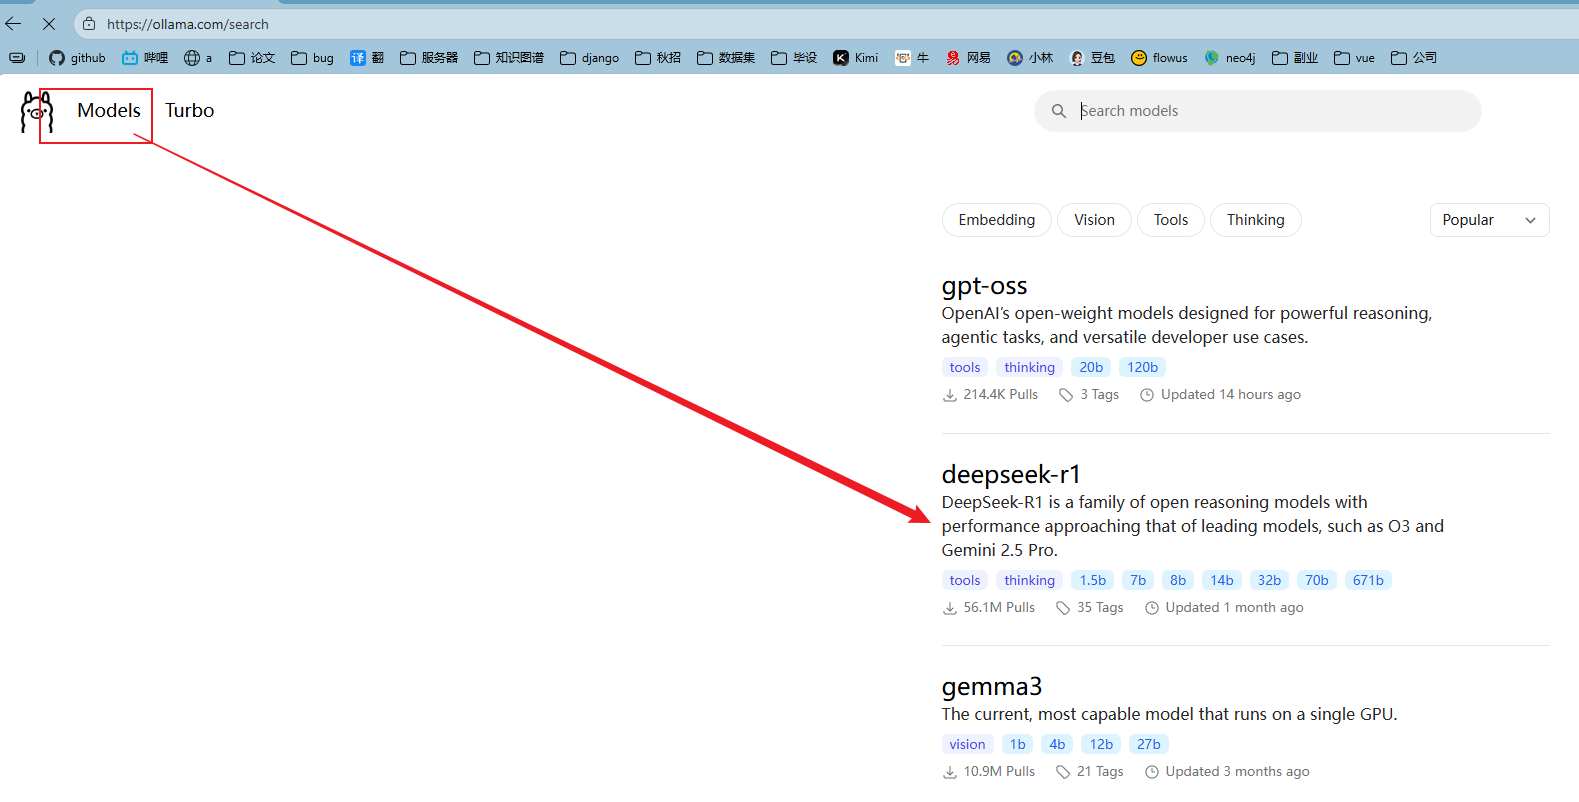 https://ollama.com/search
github 哔哩 a 论文 bug 译 翻 服务器 知识图谱 django 秋招 数据集 毕设 K Kimi 牛 网易 小林 豆包 flowus neo4j 副业 vue 公司
Models Turbo
Search models
Embedding Vision Tools Thinking Popular
gpt-oss
OpenAI’s open-weight models designed for powerful reasoning,
agentic tasks, and versatile developer use cases.
tools thinking 20b 120b
214.4K Pulls 3 Tags Updated 14 hours ago
deepseek-r1
DeepSeek-R1 is a family of open reasoning models with
performance approaching that of leading models, such as O3 and
Gemini 2.5 Pro.
tools thinking 1.5b 7b 8b 14b 32b 70b 671b
56.1M Pulls 35 Tags Updated 1 month ago
gemma3
The current, most capable model that runs on a single GPU.
vision 1b 4b 12b 27b
10.9M Pulls 21 Tags Updated 3 months ago